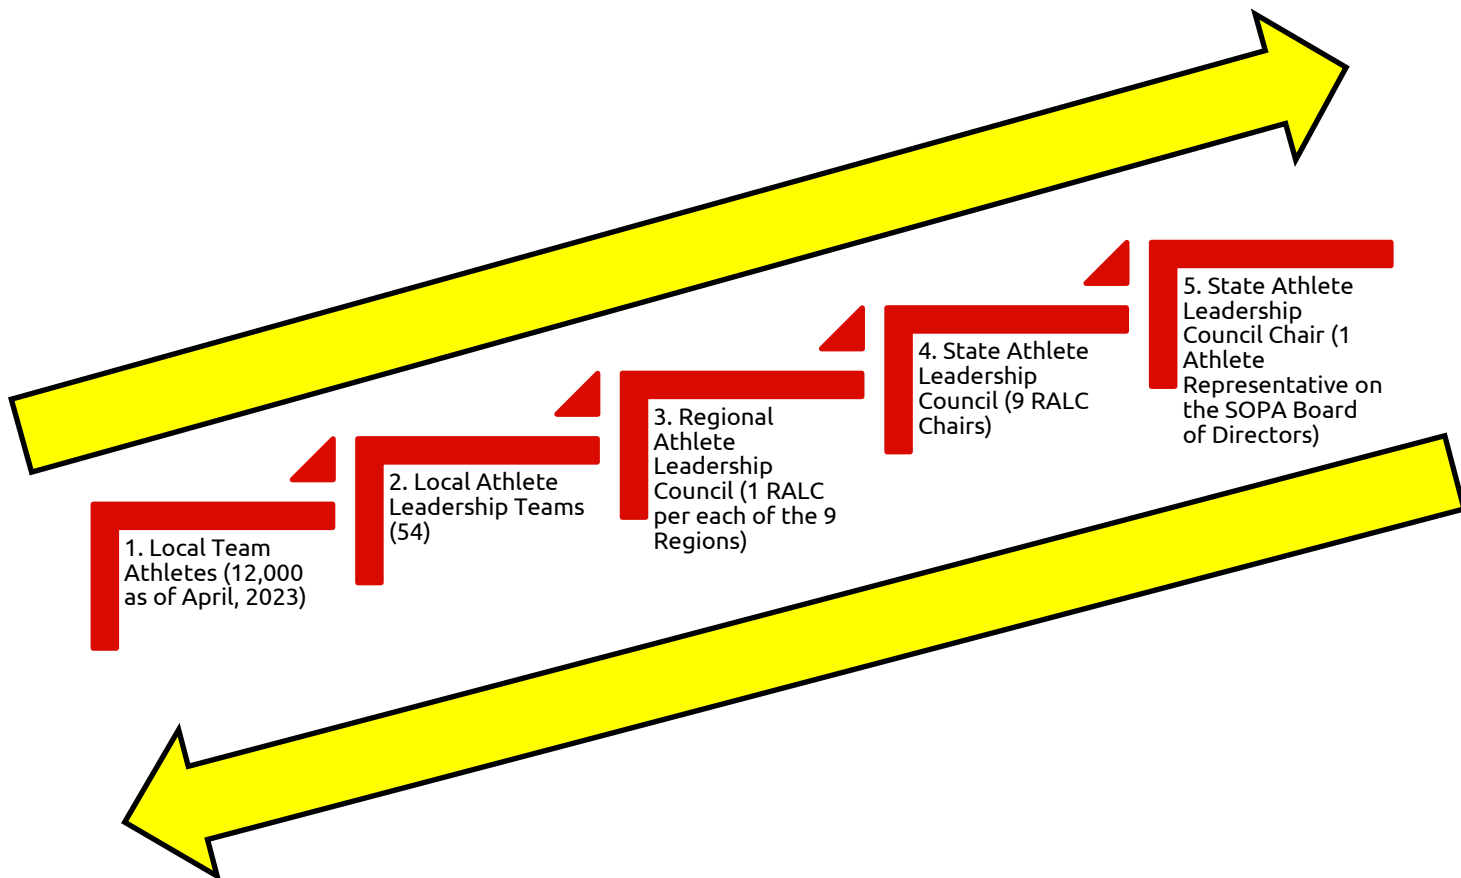 1. Local Team
Athletes (12,000
as of April, 2023)
2. Local Athlete
Leadership Teams
(54)
3. Regional
Athlete
Leadership
Council (1 RALC
per each of the 9
Regions)
4. State Athlete
Leadership
Council (9 RALC
Chairs)
5. State Athlete
Leadership
Council Chair (1
Athlete
Representative on
the SOPA Board
of Directors)